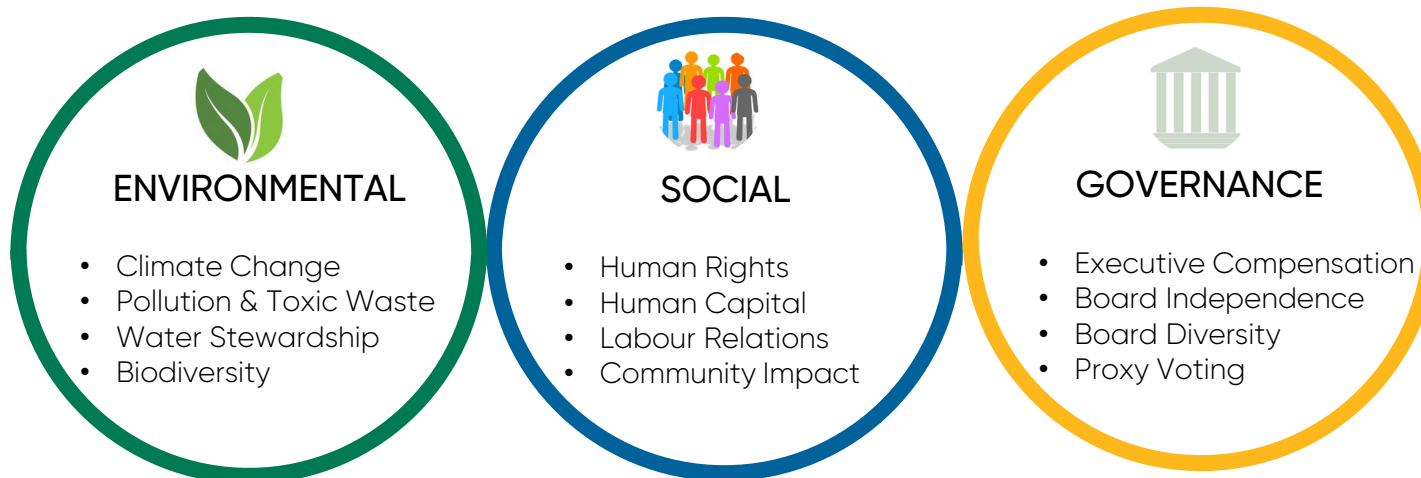 ENVIRONMENTAL
• Climate Change
• Pollution & Toxic Waste
• Water Stewardship
• Biodiversity
SOCIAL
• Human Rights
• Human Capital
• Labour Relations
• Community Impact
GOVERNANCE
• Executive Compensation
• Board Independence
• Board Diversity
• Proxy Voting